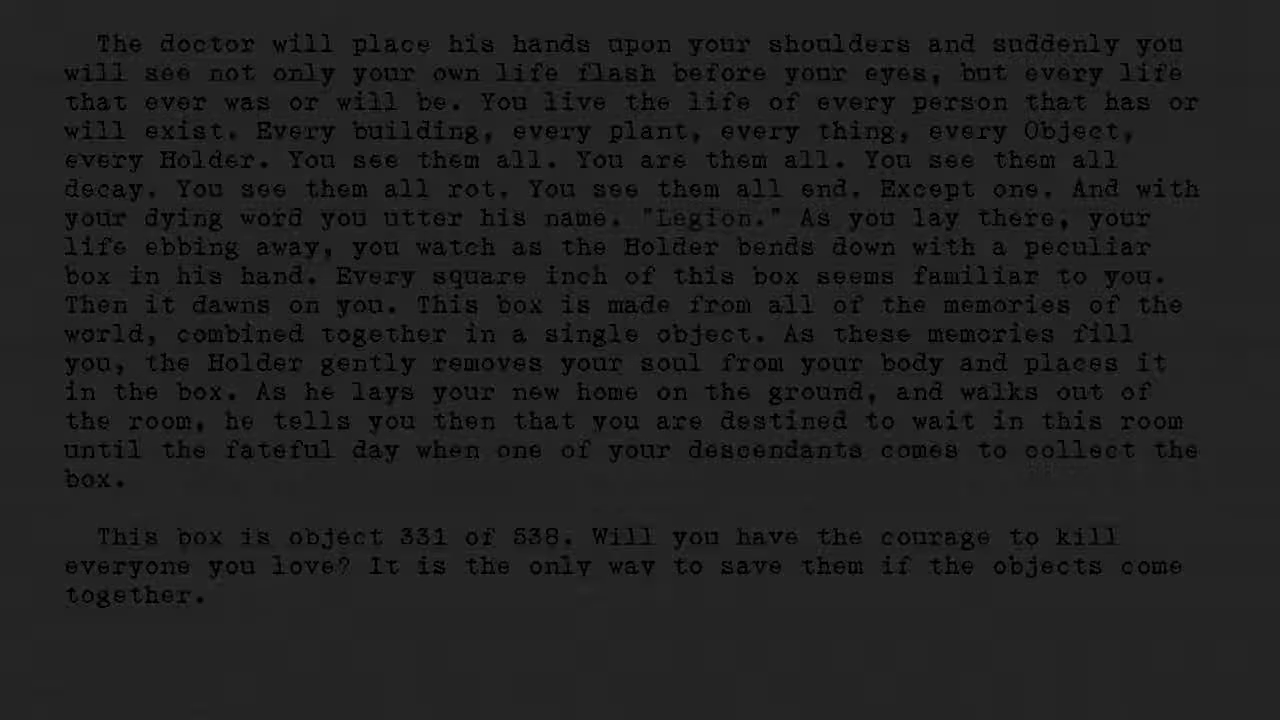 The doctor will place his hands upon your shoulders and suddenly you
will see not only your own life flash before your eyes, but every life
that ever was or will be. You live the life of every person that has or
will exist. Every building, every plant, every thing, every Object,
every Holder. You see them all. You are them all. You see them all
decay. You see them all rot. You see them all end. Except one. And with
your dying word you utter his name. "Legion." As you lay there, your
life ebbing away, you watch as the Holder bends down with a peculiar
box in his hand. Every square inch of this box seems familiar to you.
Then it dawns on you. This box is made from all of the memories of the
world, combined together in a single object. As these memories fill
you, the Holder gently removes your soul from your body and places it
in the box. As he lays your new home on the ground, and walks out of
the room, he tells you then that you are destined to wait in this room
until the fateful day when one of your descendants comes to collect the
box.
This box is object 331 of 538. Will you have the courage to kill
everyone you love? It is the only way to save them if the objects come
together.